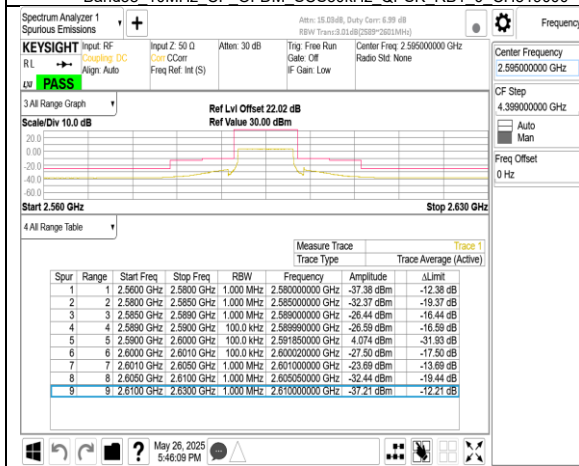 Spectrum Analyzer 1
Spurious Emissions
Attn: 15.03dB, Duty Corr: 6.99 dB
RBW Trans:3.01dB(2589~2601MHz)
Frequency
KEYSIGHT Input: RF Input Z: 50 Ω Atten: 30 dB Trig: Free Run Center Freq: 2.595000000 GHz
RL Coupling: DC Corr CCorr Gate: Off Radio Std: None
Align: Auto Freq Ref: Int (S) IF Gain: Low
LXI PASS
Center Frequency
2.595000000 GHz
CF Step
4.399000000 GHz
Auto
Man
Freq Offset
0 Hz
3 All Range Graph
Ref Lvl Offset 22.02 dB
Scale/Div 10.0 dB Ref Value 30.00 dBm
20.0
0.00
-20.0
-40.0
-60.0
Start 2.560 GHz Stop 2.630 GHz
4 All Range Table
Measure Trace Trace 1
Trace Type Trace Average (Active)
Spur Range Start Freq Stop Freq RBW Frequency Amplitude ΔLimit
1 1 2.5600 GHz 2.5800 GHz 1.000 MHz 2.580000000 GHz -37.38 dBm -12.38 dB
2 2 2.5800 GHz 2.5850 GHz 1.000 MHz 2.585000000 GHz -32.37 dBm -19.37 dB
3 3 2.5850 GHz 2.5890 GHz 1.000 MHz 2.589000000 GHz -26.44 dBm -16.44 dB
4 4 2.5890 GHz 2.5900 GHz 100.0 kHz 2.589990000 GHz -26.59 dBm -16.59 dB
5 5 2.5900 GHz 2.6000 GHz 100.0 kHz 2.591850000 GHz 4.074 dBm -31.93 dB
6 6 2.6000 GHz 2.6010 GHz 100.0 kHz 2.600020000 GHz -27.50 dBm -17.50 dB
7 7 2.6010 GHz 2.6050 GHz 1.000 MHz 2.601000000 GHz -23.69 dBm -13.69 dB
8 8 2.6050 GHz 2.6100 GHz 1.000 MHz 2.605050000 GHz -32.44 dBm -19.44 dB
9 9 2.6100 GHz 2.6300 GHz 1.000 MHz 2.610000000 GHz -37.21 dBm -12.21 dB
May 26, 2025
5:46:09 PM